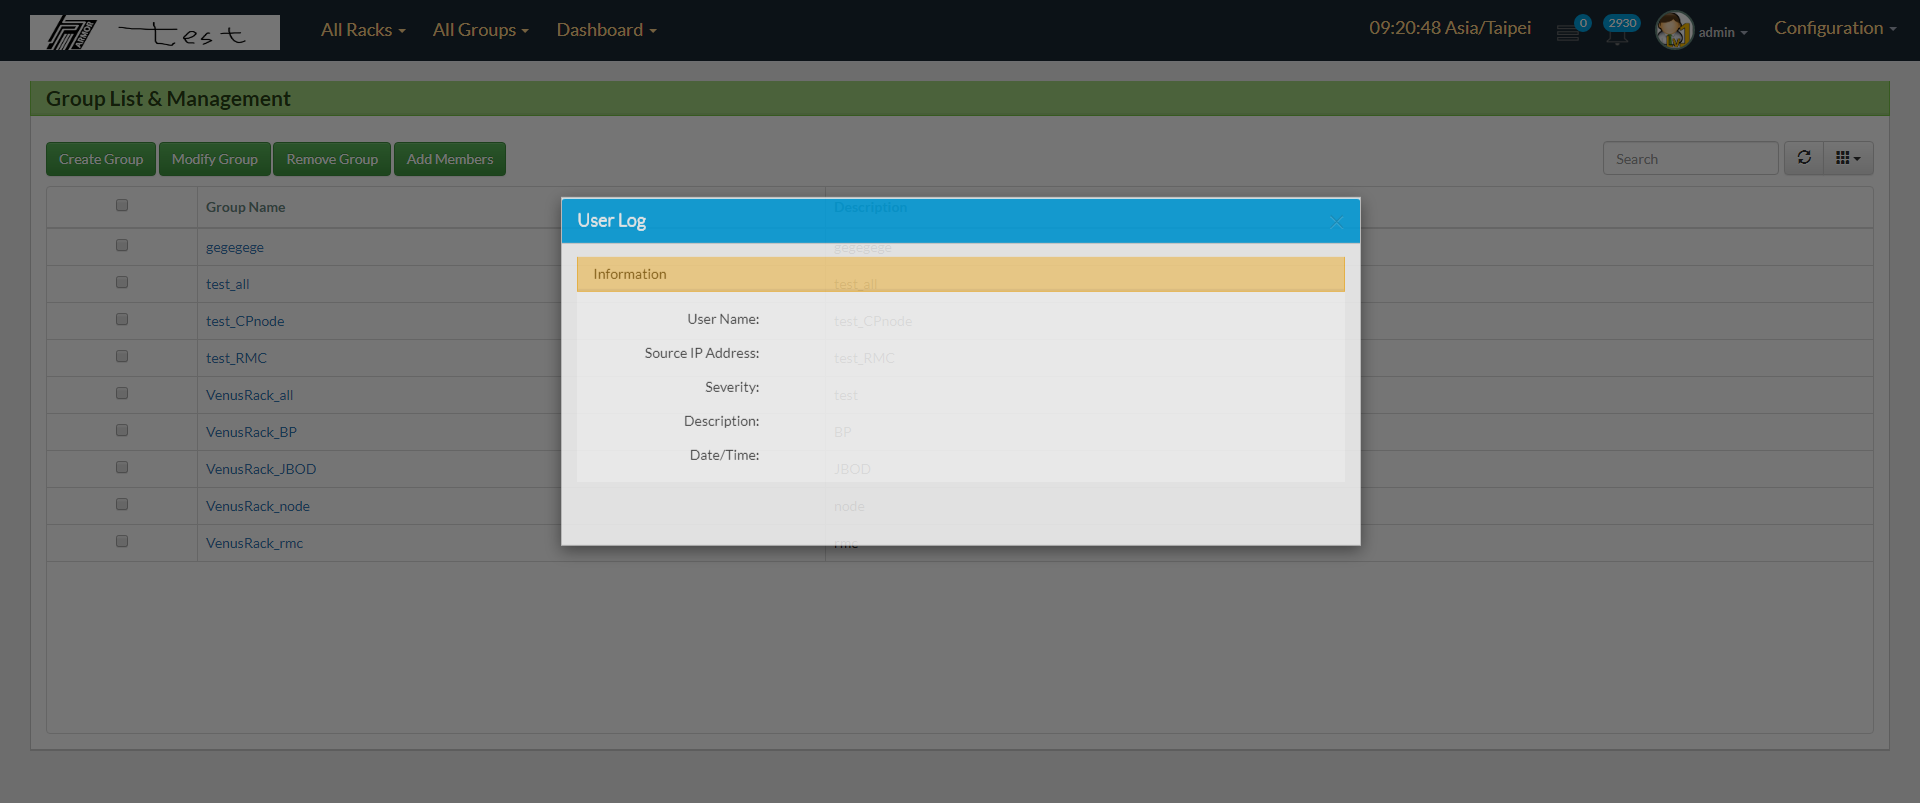 ARMOR test All Racks All Groups Dashboard 09:20:48 Asia/Taipei 0 2930 admin Configuration
Group List & Management
Create Group Modify Group Remove Group Add Members Search
Group Name Description
User Log
gegegege gegegege
Information
test_all test_all
User Name:
test_CPnode test_CPnode
Source IP Address:
test_RMC test_RMC
Severity:
VenusRack_all test
Description:
VenusRack_BP BP
Date/Time:
VenusRack_JBOD JBOD
VenusRack_node node
VenusRack_rmc rmc